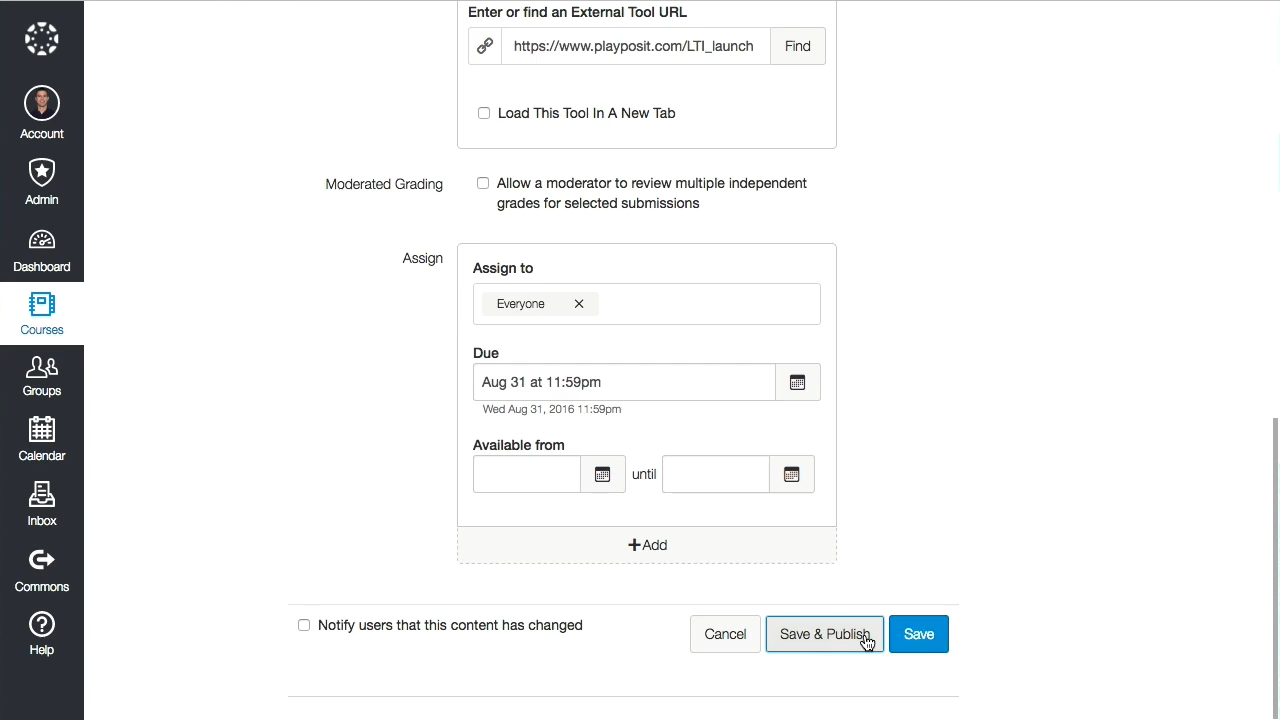 Enter or find an External Tool URL
https://www.playposit.com/LTI_launch
Find
Load This Tool In A New Tab
Account
Moderated Grading
Allow a moderator to review multiple independent
grades for selected submissions
Admin
Dashboard
Assign
Assign to
Everyone
Courses
Due
Aug 31 at 11:59pm
Wed Aug 31, 2016 11:59pm
Groups
Available from
until
Calendar
Inbox
+Add
Commons
Notify users that this content has changed
Cancel
Save & Publish
Save
Help